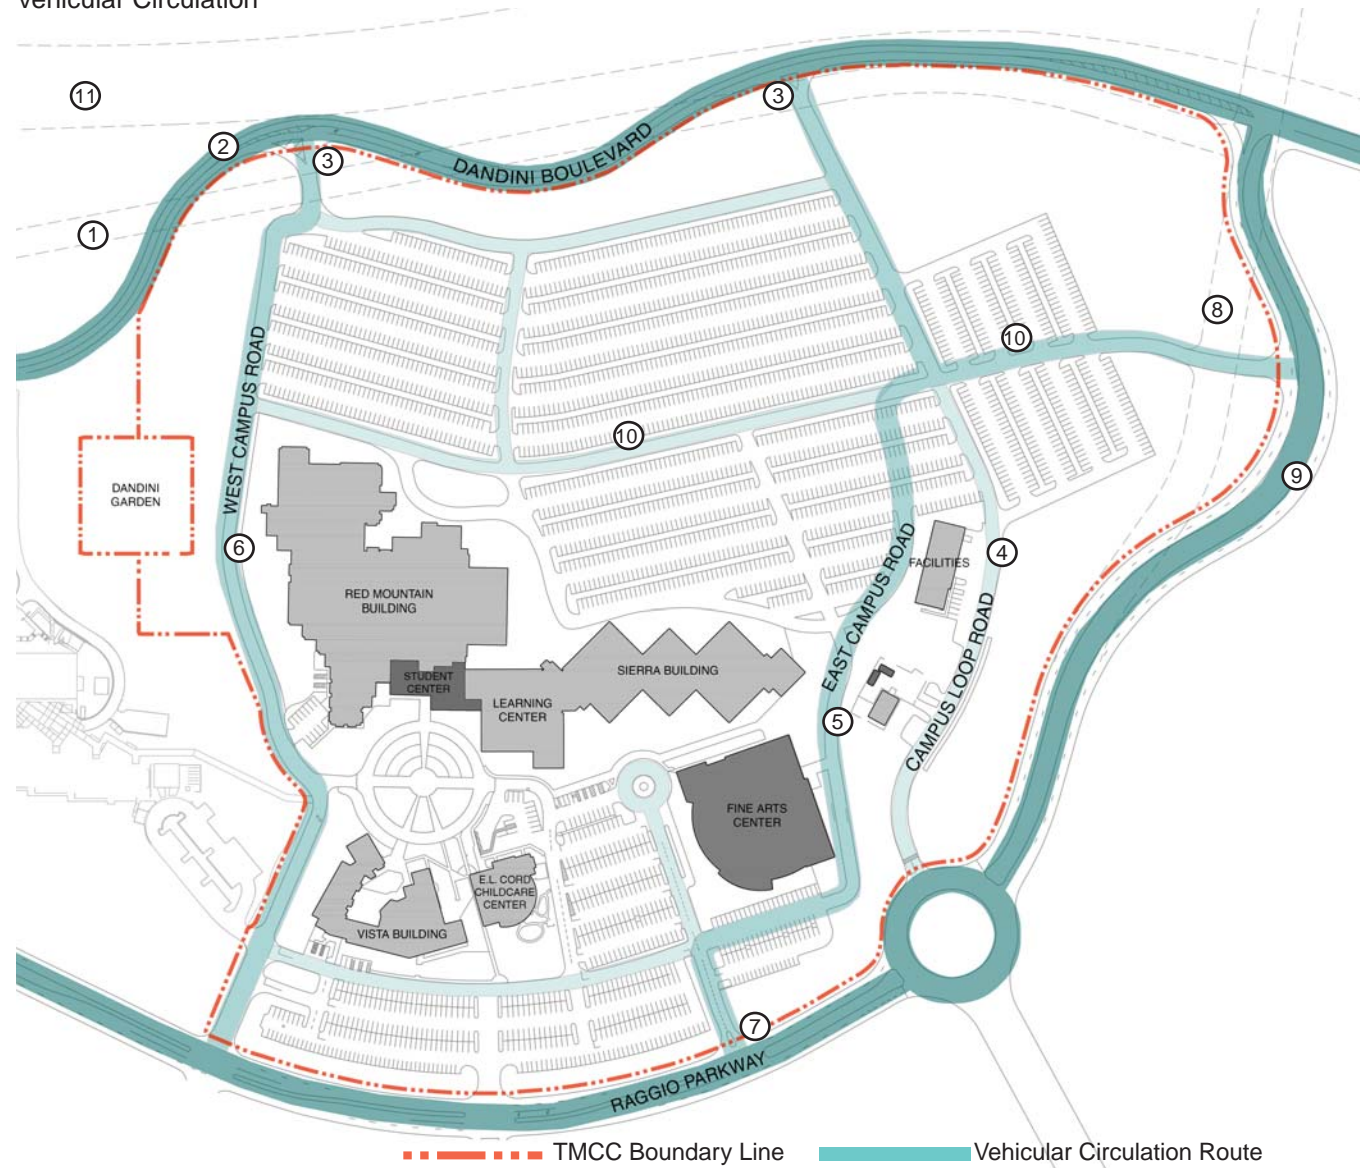 Vehicular Circulation
11
2
3
3
DANDINI BOULEVARD
1
8
10
WEST CAMPUS ROAD
10
9
DANDINI
GARDEN
6
4
FACILITIES
RED MOUNTAIN
BUILDING
EAST CAMPUS ROAD
CAMPUS LOOP ROAD
SIERRA BUILDING
STUDENT
CENTER
LEARNING
CENTER
5
FINE ARTS
CENTER
E.L. CORD
CHILDCARE
CENTER
VISTA BUILDING
7
RAGGIO PARKWAY
TMCC Boundary Line
Vehicular Circulation Route